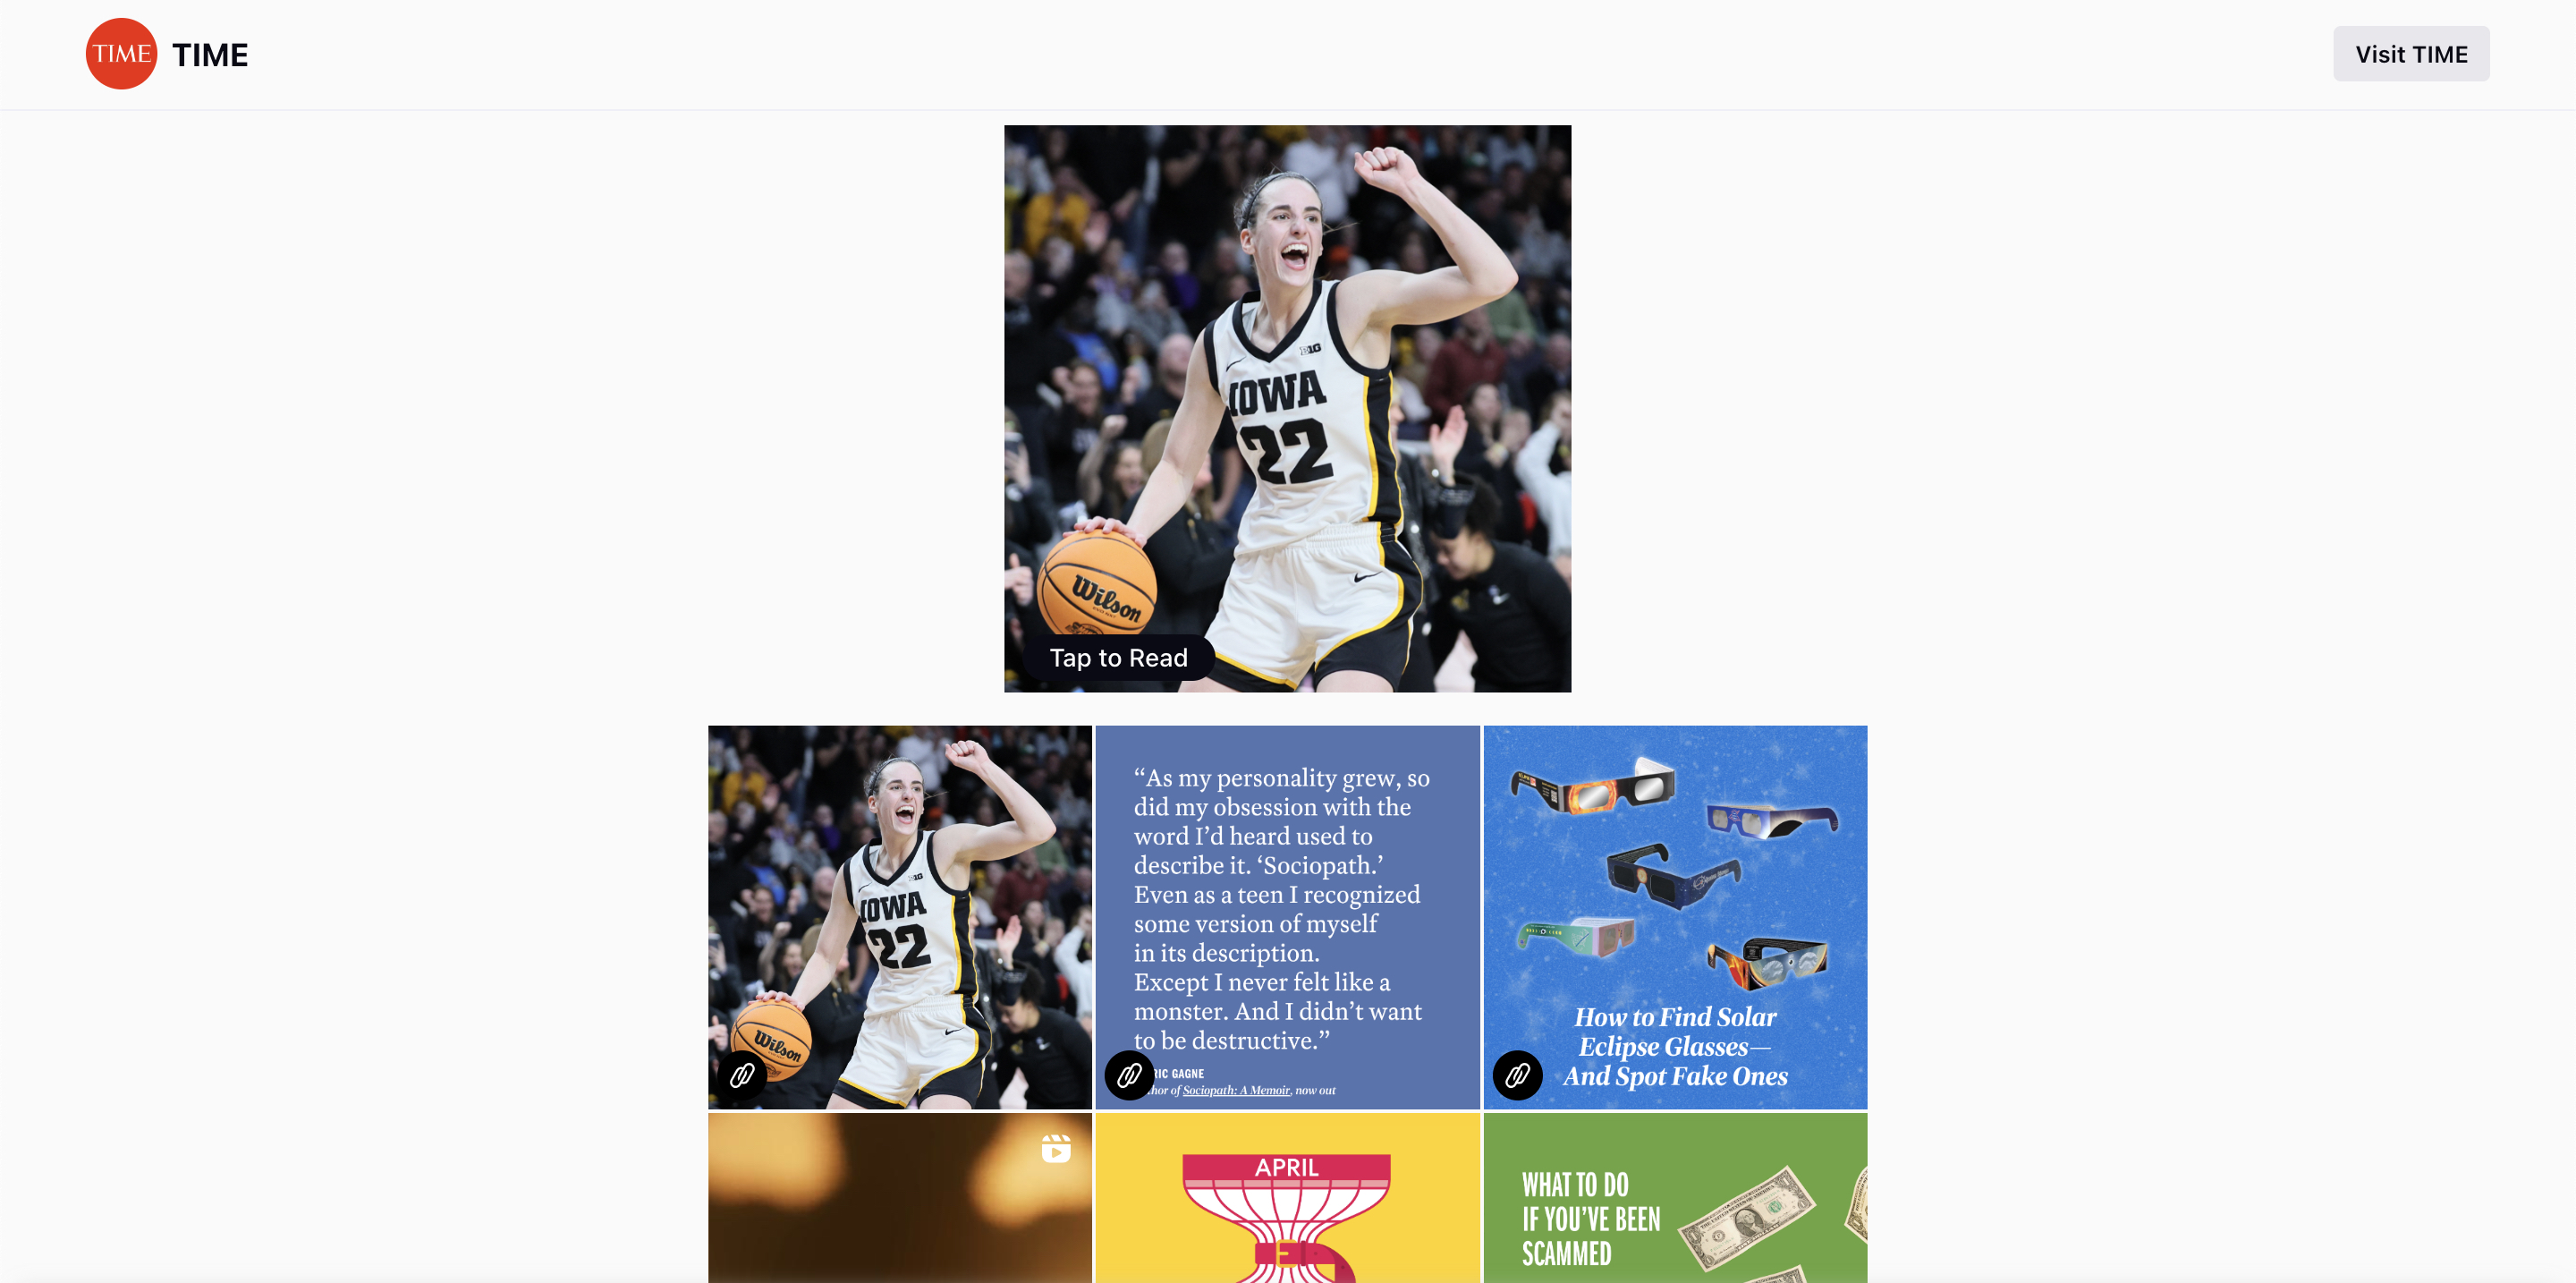 TIME
TIME
Visit TIME
B1G
IOWA
22
Wilson
Tap to Read
B1G
IOWA
22
Wilson
“As my personality grew, so
did my obsession with the
word I’d heard used to
describe it. ‘Sociopath.’
Even as a teen I recognized
some version of myself
in its description.
Except I never felt like a
monster. And I didn’t want
to be destructive.”
RIC GAGNE
hor of Sociopath: A Memoir, now out
How to Find Solar
Eclipse Glasses—
And Spot Fake Ones
APRIL
WHAT TO DO
IF YOU’VE BEEN
SCAMMED